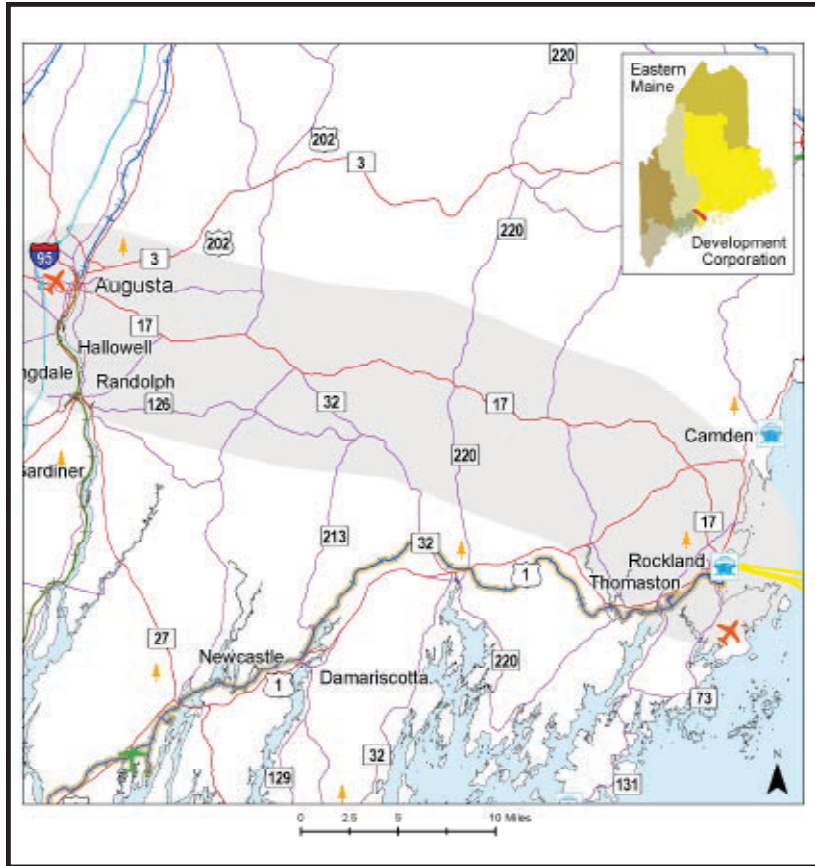 220
Eastern
Maine
Development
Corporation
202
3
220
202
95
3
Augusta
17
Hallowell
ngdale
Randolph
126
32
17
Camden
220
Gardiner
213
32
17
Rockland
1
Thomaston
27
Newcastle
1
Damariscotta
220
73
32
129
131
N
0 2.5 5 10 Miles